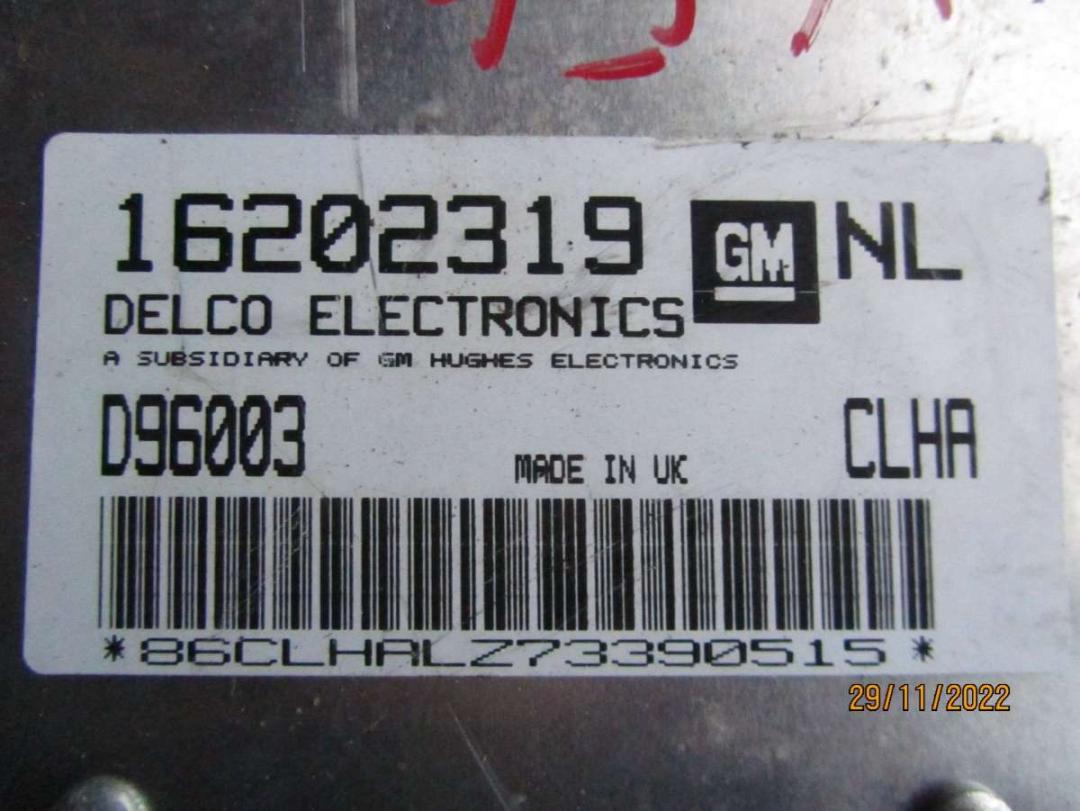 16202319 GM NL
DELCO ELECTRONICS
A SUBSIDIARY OF GM HUGHES ELECTRONICS
D96003 MADE IN UK CLHA
*86CLHALZ73390515*
29/11/2022